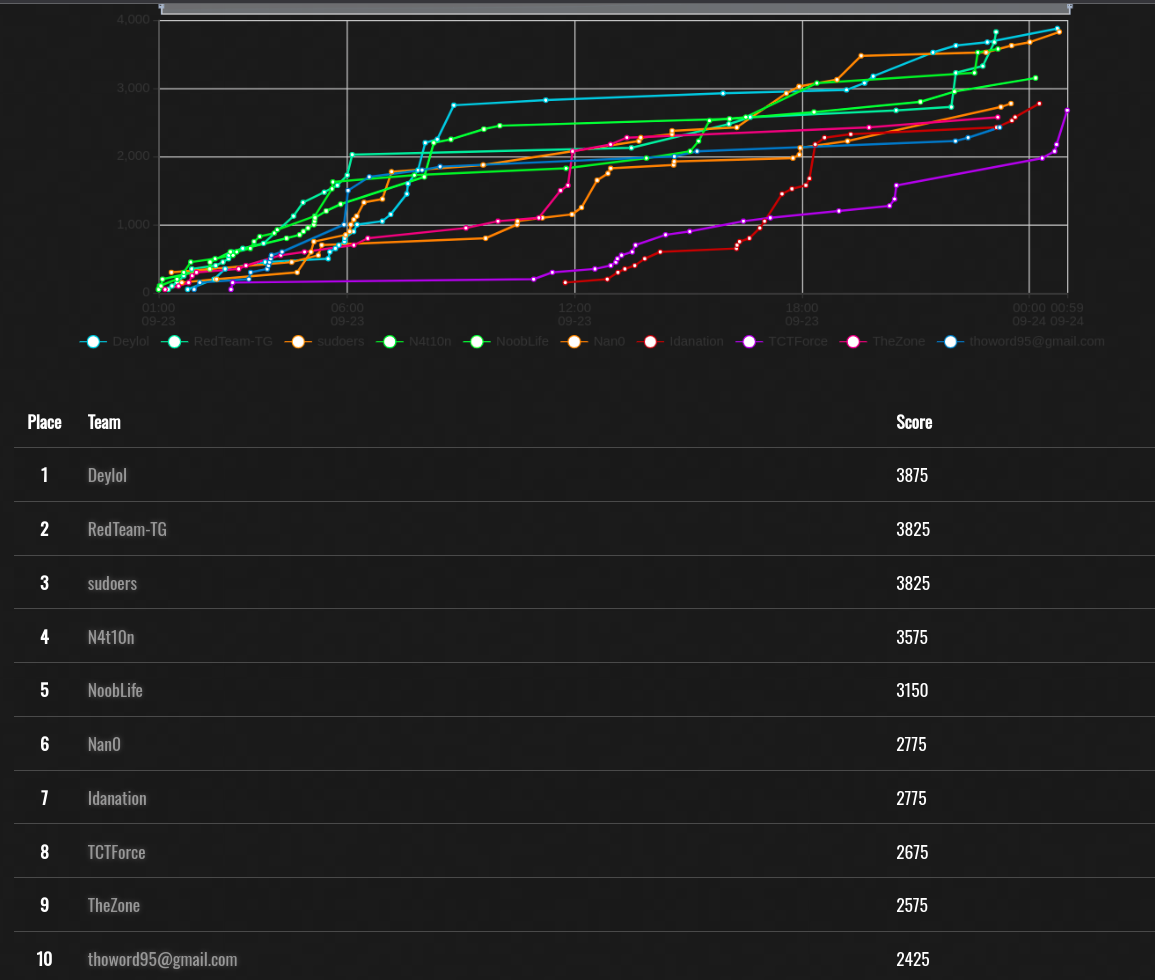 4,000
3,000
2,000
1,000
0
01:00 06:00 12:00 18:00 00:00 00:59
09-23 09-23 09-23 09-23 09-24 09-24
Deylol RedTeam-TG sudoers N4t10n NoobLife Nan0 Idanation TCTForce TheZone thoword95@gmail.com
Place Team Score
1 Deylol 3875
2 RedTeam-TG 3825
3 sudoers 3825
4 N4t10n 3575
5 NoobLife 3150
6 Nan0 2775
7 Idanation 2775
8 TCTForce 2675
9 TheZone 2575
10 thoword95@gmail.com 2425